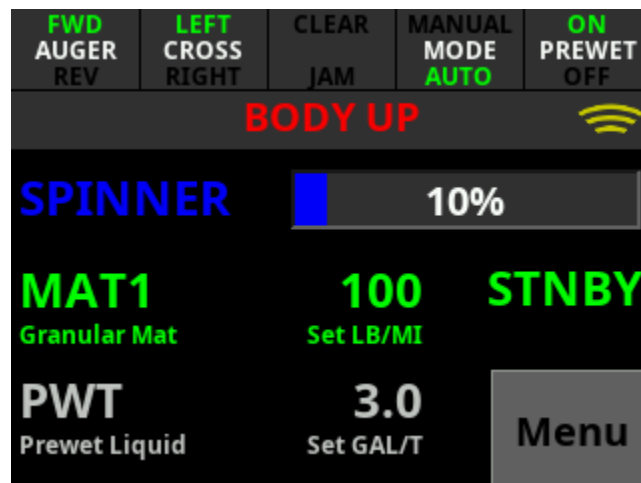 FWD LEFT CLEAR MANUAL ON
AUGER CROSS MODE PREWET
REV RIGHT JAM AUTO OFF
BODY UP
SPINNER 10%
MAT1 100 STNBY
Granular Mat Set LB/MI
PWT 3.0
Prewet Liquid Set GAL/T
Menu